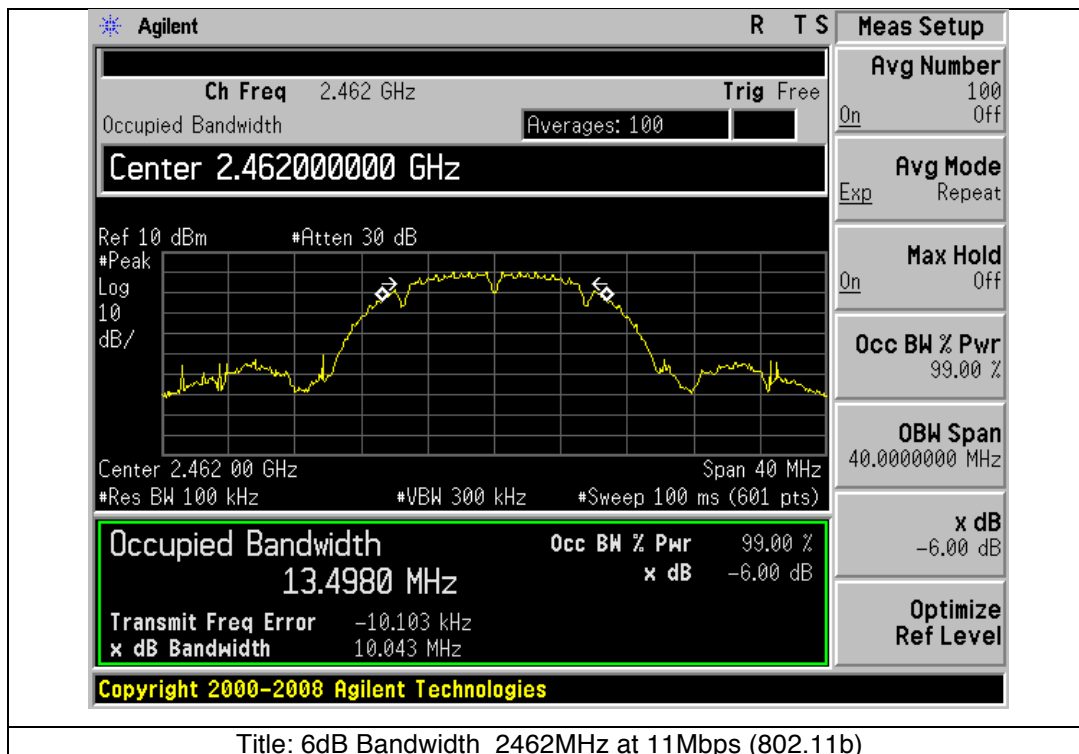 Agilent R T S Meas Setup
Ch Freq 2.462 GHz Trig Free
Occupied Bandwidth Averages: 100
Center 2.462000000 GHz
Ref 10 dBm #Atten 30 dB
#Peak
Log
10
dB/
Center 2.462 00 GHz Span 40 MHz
#Res BW 100 kHz #VBW 300 kHz #Sweep 100 ms (601 pts)
Occupied Bandwidth Occ BW % Pwr 99.00 %
13.4980 MHz x dB -6.00 dB
Transmit Freq Error -10.103 kHz
x dB Bandwidth 10.043 MHz
Copyright 2000-2008 Agilent Technologies
Avg Number
100
On Off
Avg Mode
Exp Repeat
Max Hold
On Off
Occ BW % Pwr
99.00 %
OBW Span
40.0000000 MHz
x dB
-6.00 dB
Optimize
Ref Level
Title: 6dB Bandwidth_2462MHz at 11Mbps (802.11b)